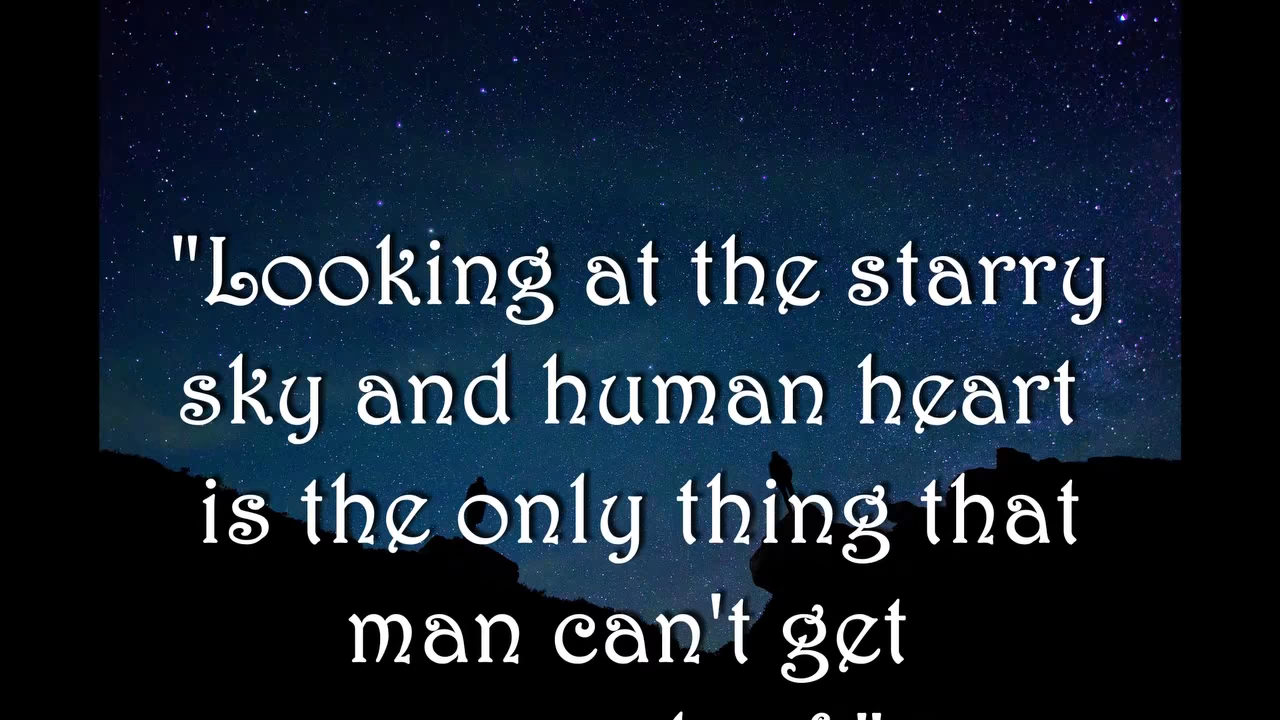 "Looking at the starry
sky and human heart
is the only thing that
man can't get